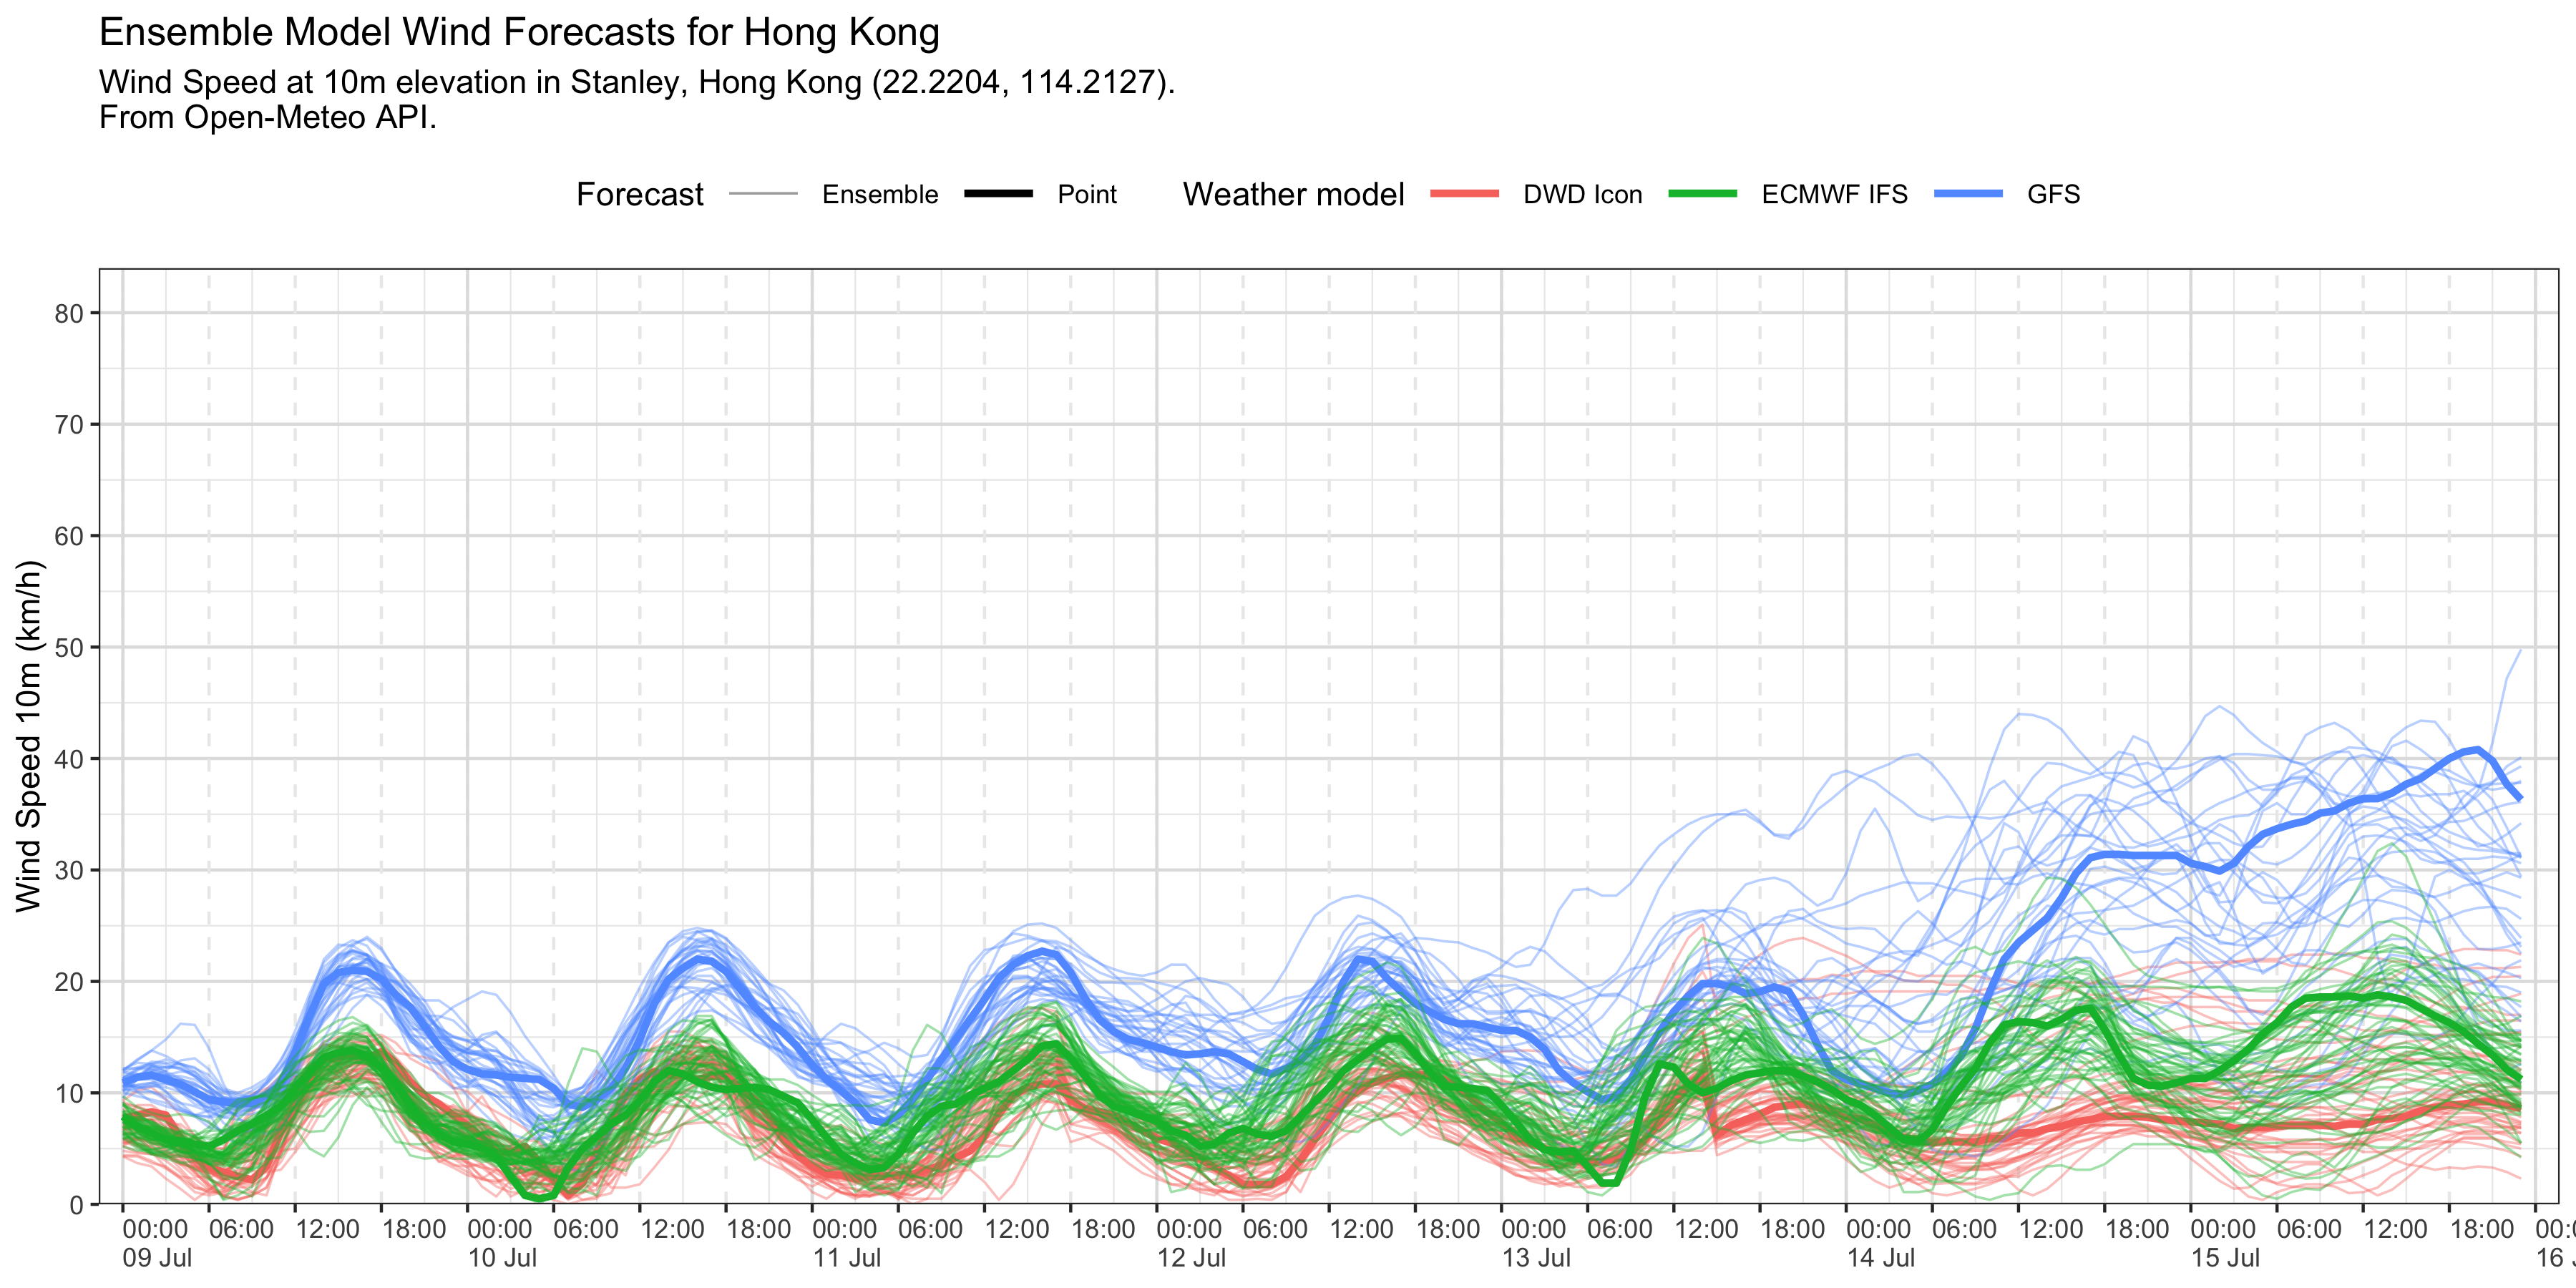 Ensemble Model Wind Forecasts for Hong Kong
Wind Speed at 10m elevation in Stanley, Hong Kong (22.2204, 114.2127).
From Open-Meteo API.
Forecast Ensemble Point Weather model DWD Icon ECMWF IFS GFS
Wind Speed 10m (km/h)
80
70
60
50
40
30
20
10
0
00:00 06:00 12:00 18:00 00:00 06:00 12:00 18:00 00:00 06:00 12:00 18:00 00:00 06:00 12:00 18:00 00:00 06:00 12:00 18:00 00:00 06:00 12:00 18:00 00:00 06:00 12:00 18:00 00:0
09 Jul 10 Jul 11 Jul 12 Jul 13 Jul 14 Jul 15 Jul 16